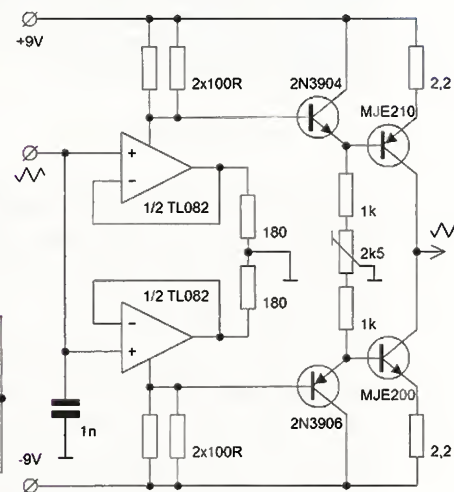 +9V
2x100R
2N3904
2,2
MJE210
+
-
1/2 TL082
1k
180
2k5
180
1/2 TL082
-
+
1k
MJE200
2N3906
1n
2x100R
2,2
-9V